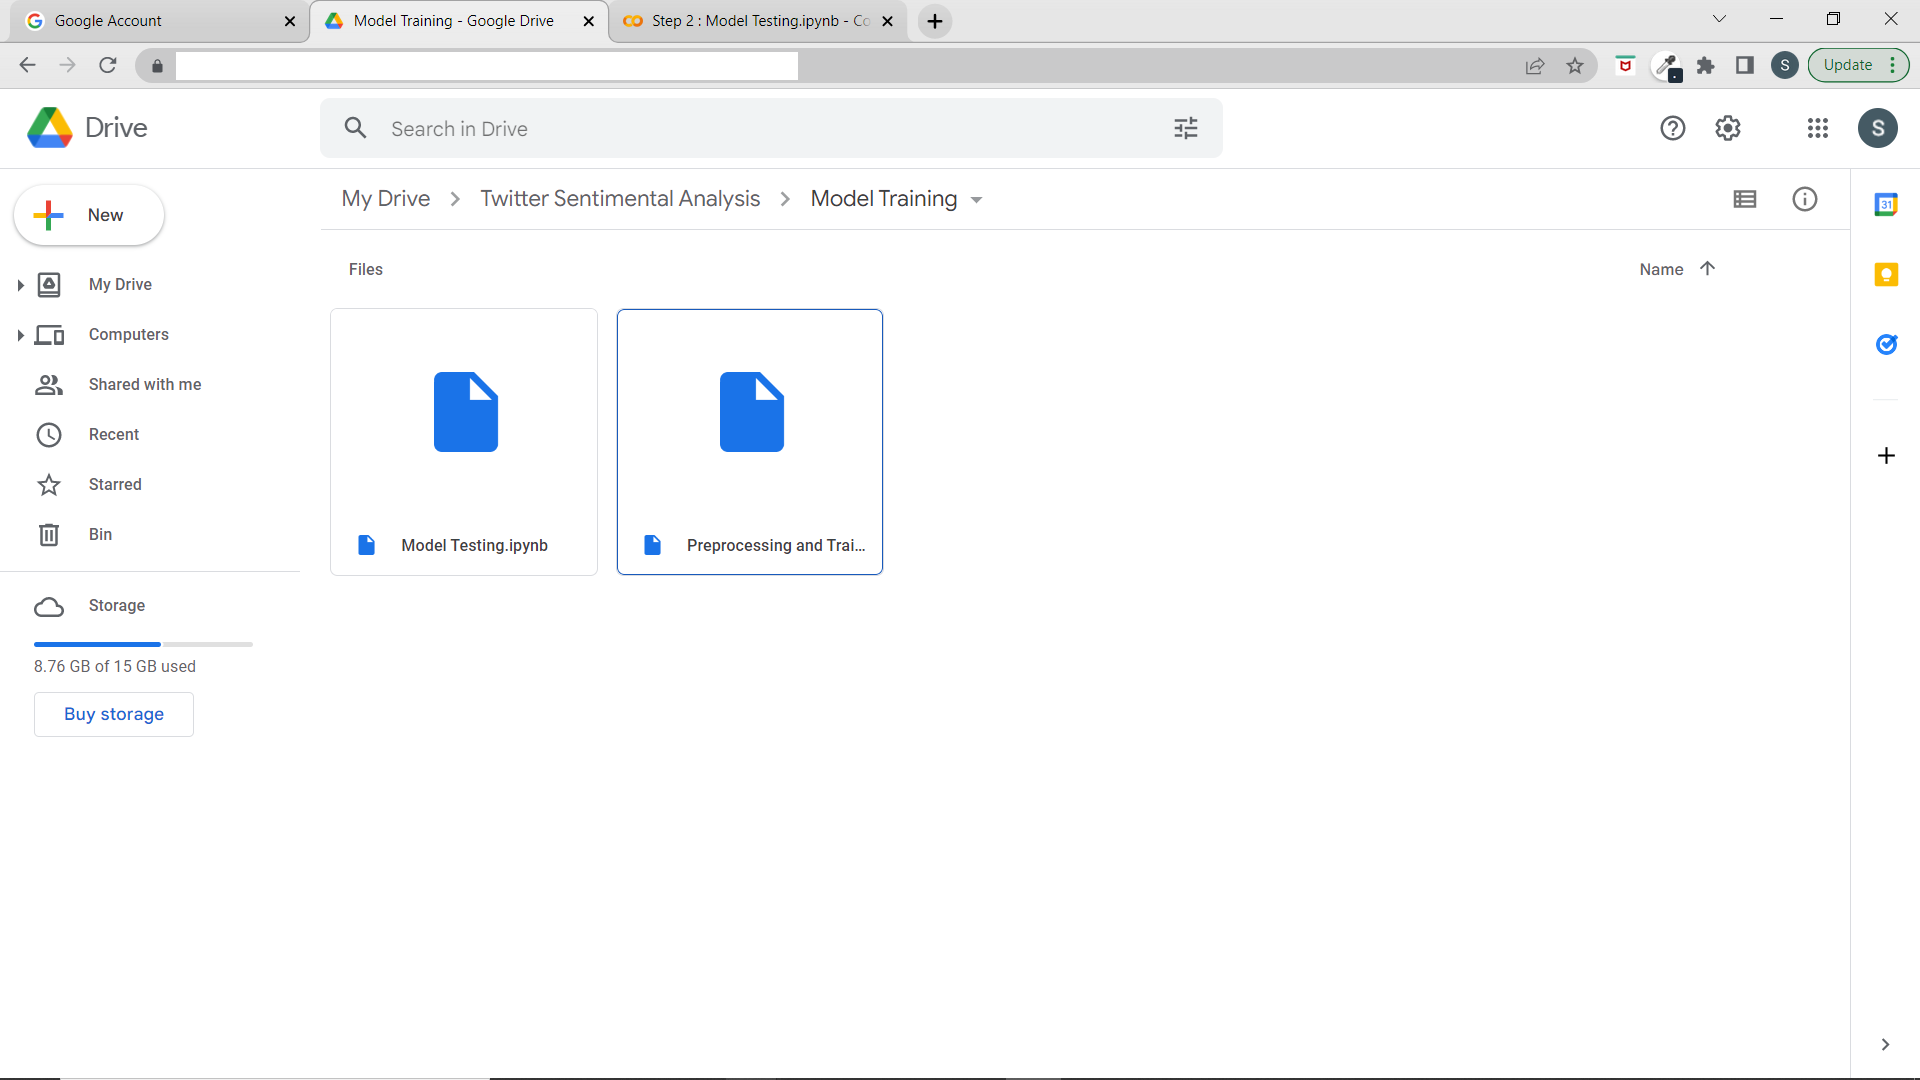 Google Account
Model Training - Google Drive
Step 2 : Model Testing.ipynb - Co
S
Update
Drive
Search in Drive
S
New
My Drive
Twitter Sentimental Analysis
Model Training
31
Files
Name
My Drive
Computers
Shared with me
Recent
Starred
Bin
Model Testing.ipynb
Preprocessing and Trai...
Storage
8.76 GB of 15 GB used
Buy storage